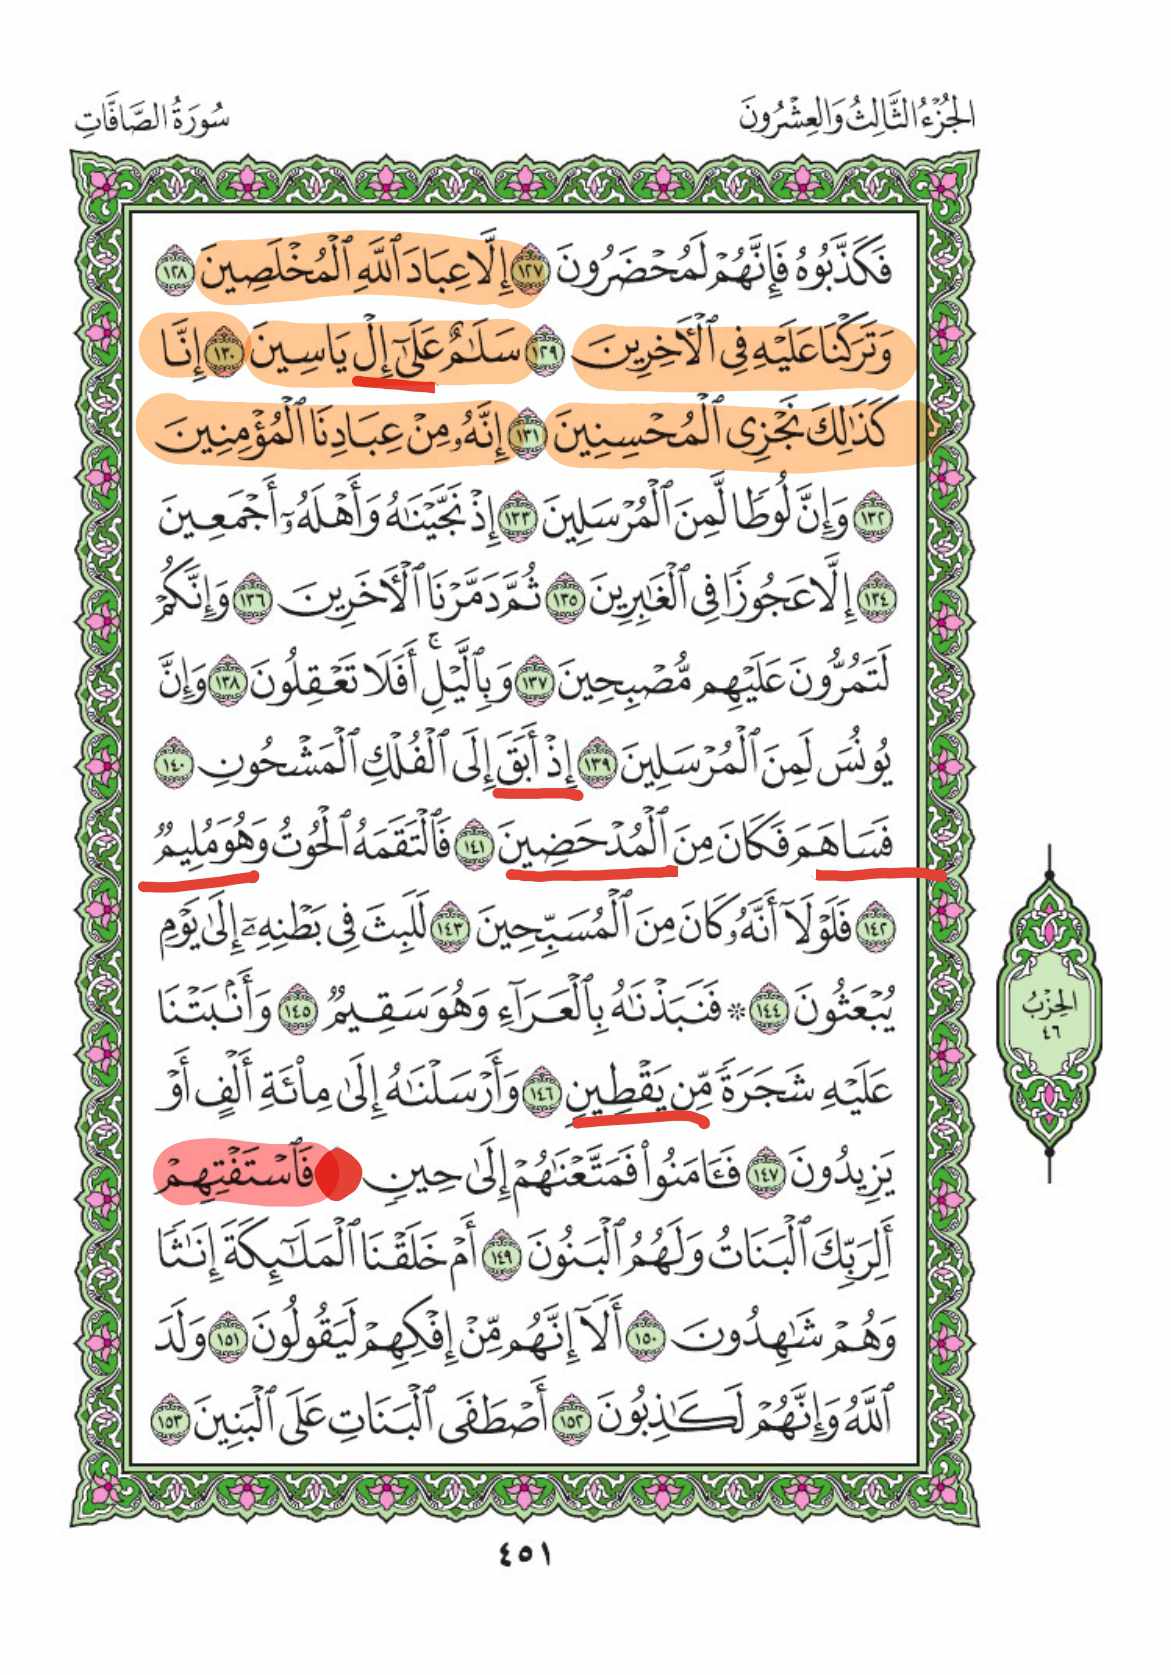 الجُزْءُ الثَّالِثُ وَالعِشْرُونَ
سُورَةُ الصَّافَّاتِ
فَكَذَّبُوهُ فَإِنَّهُمْ لَمُحْضَرُونَ ١٢٧ إِلَّا عِبَادَ ٱللَّهِ ٱلْمُخْلَصِينَ ١٢٨
وَتَرَكْنَا عَلَيْهِ فِي ٱلْأٓخِرِينَ ١٢٩ سَلَٰمٌ عَلَىٰٓ إِلْ يَاسِينَ ١٣٠ إِنَّا
كَذَٰلِكَ نَجْزِي ٱلْمُحْسِنِينَ ١٣١ إِنَّهُۥ مِنْ عِبَادِنَا ٱلْمُؤْمِنِينَ
١٣٢ وَإِنَّ لُوطًا لَّمِنَ ٱلْمُرْسَلِينَ ١٣٣ إِذْ نَجَّيْنَٰهُ وَأَهْلَهُۥٓ أَجْمَعِينَ
١٣٤ إِلَّا عَجُوزًا فِي ٱلْغَٰبِرِينَ ١٣٥ ثُمَّ دَمَّرْنَا ٱلْأٓخَرِينَ ١٣٦ وَإِنَّكُمْ
لَتَمُرُّونَ عَلَيْهِم مُّصْبِحِينَ ١٣٧ وَبِٱلَّيْلِۚ أَفَلَا تَعْقِلُونَ ١٣٨ وَإِنَّ
يُونُسَ لَمِنَ ٱلْمُرْسَلِينَ ١٣٩ إِذْ أَبَقَ إِلَى ٱلْفُلْكِ ٱلْمَشْحُونِ ١٤٠
فَسَاهَمَ فَكَانَ مِنَ ٱلْمُدْحَضِينَ ١٤١ فَٱلْتَقَمَهُ ٱلْحُوتُ وَهُوَ مُلِيمٌ
١٤٢ فَلَوْلَآ أَنَّهُۥ كَانَ مِنَ ٱلْمُسَبِّحِينَ ١٤٣ لَلَبِثَ فِي بَطْنِهِۦٓ إِلَىٰ يَوْمِ
يُبْعَثُونَ ١٤٤ ۞ فَنَبَذْنَٰهُ بِٱلْعَرَآءِ وَهُوَ سَقِيمٌ ١٤٥ وَأَنۢبَتْنَا
عَلَيْهِ شَجَرَةً مِّن يَقْطِينٍ ١٤٦ وَأَرْسَلْنَٰهُ إِلَىٰ مِا۟ئَةِ أَلْفٍ أَوْ
يَزِيدُونَ ١٤٧ فَـَٔامَنُوا۟ فَمَتَّعْنَٰهُمْ إِلَىٰ حِينٍ فَٱسْتَفْتِهِمْ
أَلِرَبِّكَ ٱلْبَنَاتُ وَلَهُمُ ٱلْبَنُونَ ١٤٩ أَمْ خَلَقْنَا ٱلْمَلَٰٓئِكَةَ إِنَٰثًا
وَهُمْ شَٰهِدُونَ ١٥٠ أَلَآ إِنَّهُم مِّنْ إِفْكِهِمْ لَيَقُولُونَ ١٥١ وَلَدَ
ٱللَّهُ وَإِنَّهُمْ لَكَٰذِبُونَ ١٥٢ أَصْطَفَى ٱلْبَنَاتِ عَلَى ٱلْبَنِينَ ١٥٣
الحِزْبُ
٤٦
٤٥١